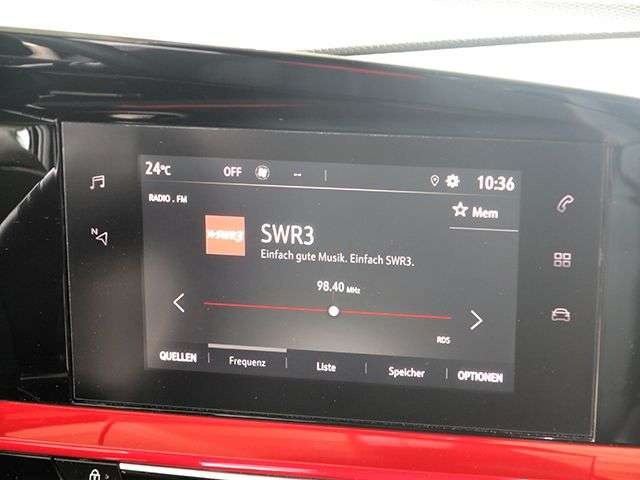 24°C OFF -- 10:36
RADIO . FM
Mem
SWR3
SWR3
Einfach gute Musik. Einfach SWR3.
N
98.40 MHz
RDS
QUELLEN Frequenz Liste Speicher OPTIONEN